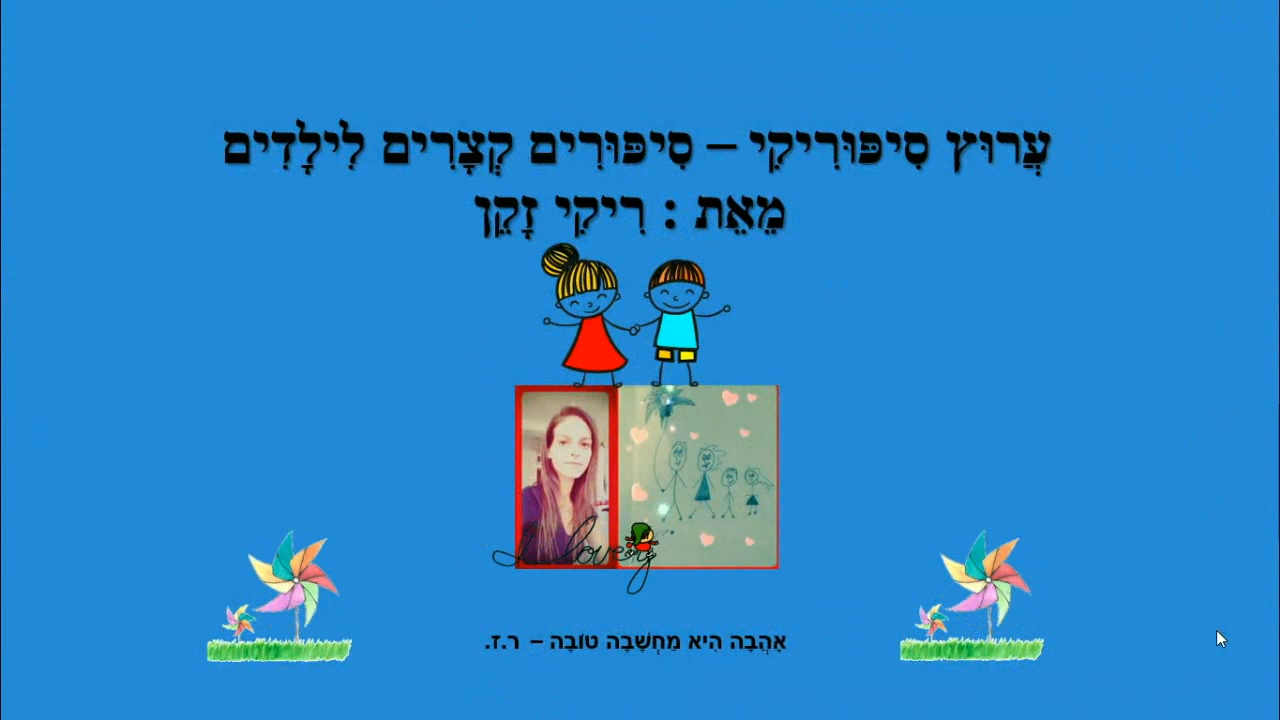 עֲרוּץ סִיפּוּרִיקִי – סִיפּוּרִים קְצָרִים לִילָדִים
מֵאֵת : רִיקִי זָקֵן
אָהֲבָה הִיא מַחְשָׁבָה טוֹבָה – ר.ז.